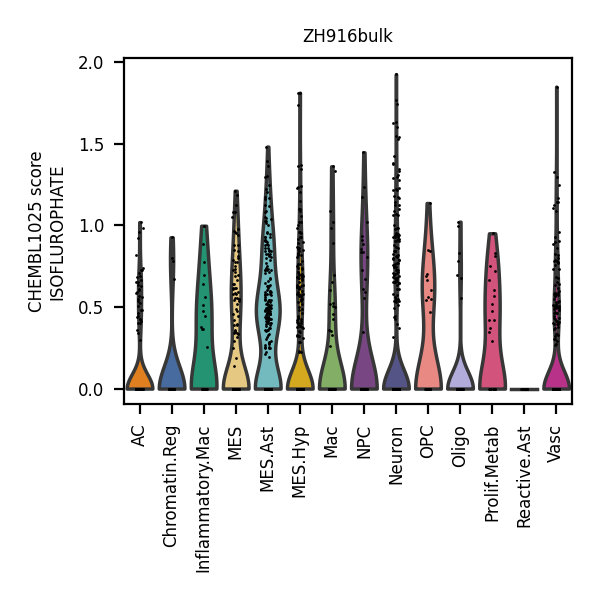 ZH916bulk
CHEMBL1025 score
ISOFLUROPHATE
2.0
1.5
1.0
0.5
0.0
AC
Chromatin.Reg
Inflammatory.Mac
MES
MES.Ast
MES.Hyp
Mac
NPC
Neuron
OPC
Oligo
Prolif.Metab
Reactive.Ast
Vasc